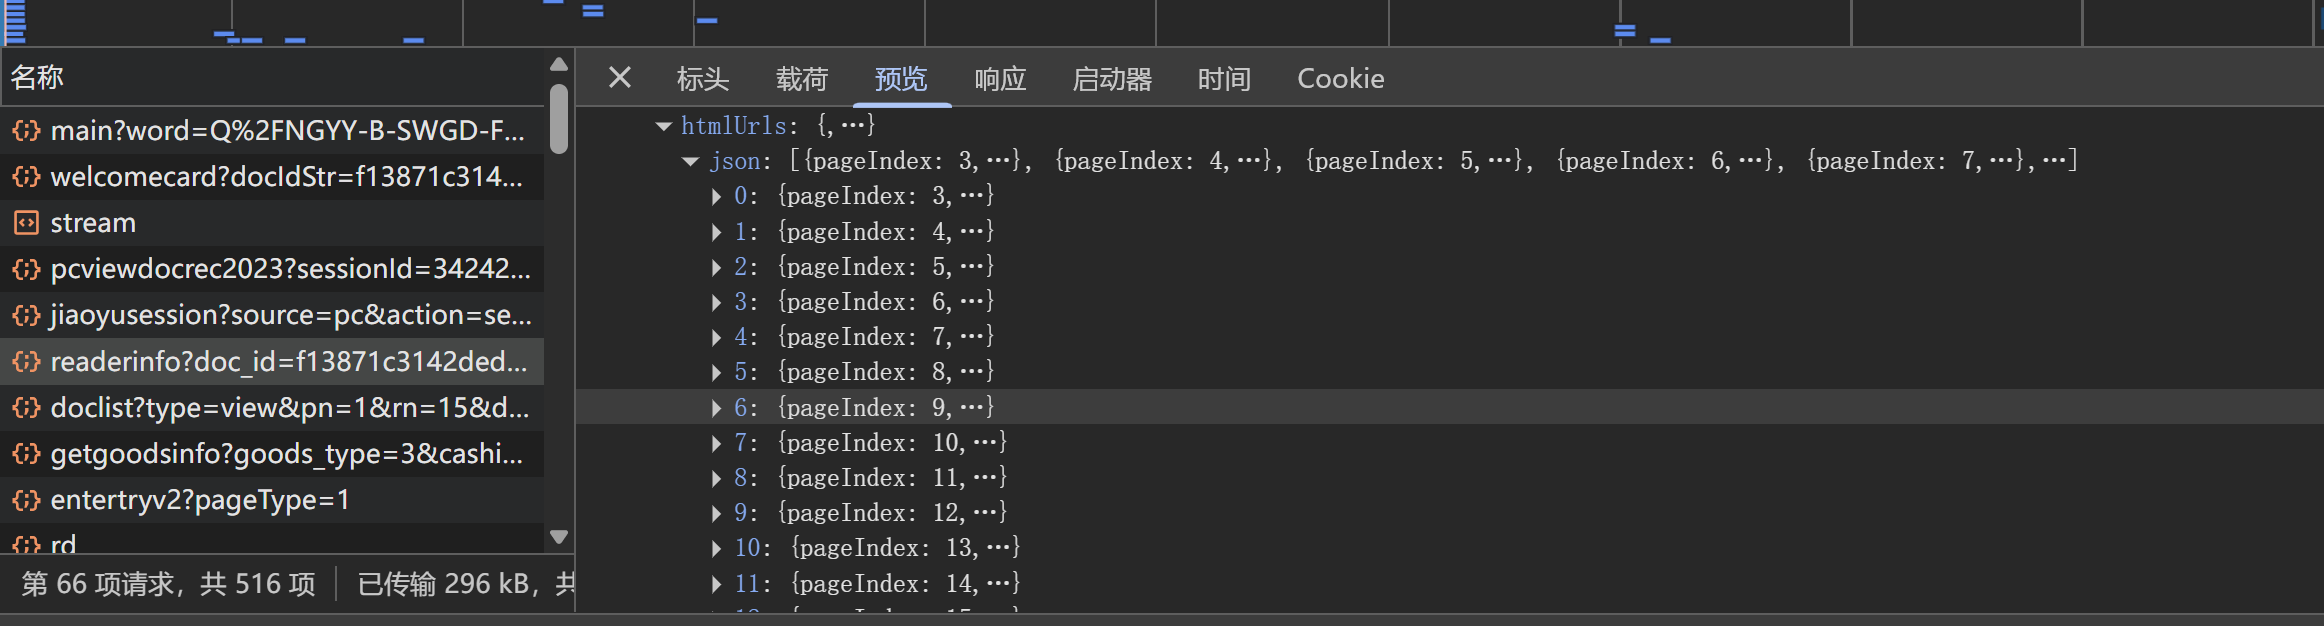 名称
main?word=Q%2FNGYY-B-SWGD-F...
welcomecard?docIdStr=f13871c314...
stream
pcviewdocrec2023?sessionId=34242...
jiaoyusession?source=pc&action=se...
readerinfo?doc_id=f13871c3142ded...
doclist?type=view&pn=1&rn=15&d...
getgoodsinfo?goods_type=3&cashi...
entertryv2?pageType=1
rd
第 66 项请求，共 516 项
已传输 296 kB，共
标头 载荷 预览 响应 启动器 时间 Cookie
htmlUrls: {,…}
json: [{pageIndex: 3,…}, {pageIndex: 4,…}, {pageIndex: 5,…}, {pageIndex: 6,…}, {pageIndex: 7,…},…]
0: {pageIndex: 3,…}
1: {pageIndex: 4,…}
2: {pageIndex: 5,…}
3: {pageIndex: 6,…}
4: {pageIndex: 7,…}
5: {pageIndex: 8,…}
6: {pageIndex: 9,…}
7: {pageIndex: 10,…}
8: {pageIndex: 11,…}
9: {pageIndex: 12,…}
10: {pageIndex: 13,…}
11: {pageIndex: 14,…}